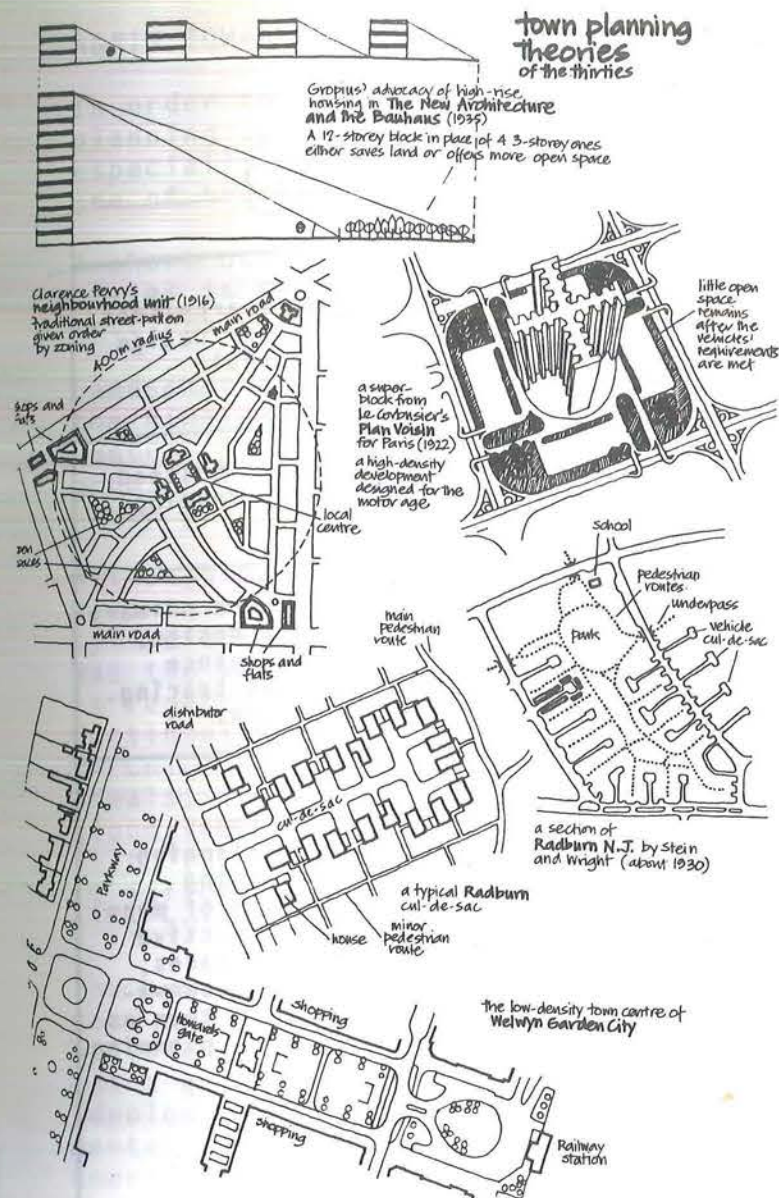 town planning
theories
of the thirties
Gropius' advocacy of high-rise
housing in The New Architecture
and the Bauhaus (1935)
A 12-storey block in place of 4 3-storey ones
either saves land or offers more open space
Clarence Perry's
neighbourhood unit (1916)
traditional street-pattern
given order
by zoning
main road
400m radius
shops and
flats
local
centre
main road
shops and
flats
a super-
block from
Le Corbusier's
Plan Voisin
for Paris (1922)
a high-density
development
designed for the
motor age
little open
space
remains
after the
vehicles'
requirements
are met
school
pedestrian
routes
underpass
vehicle
cul-de-sac
park
a section of
Radburn N.J. by Stein
and Wright (about 1930)
main
pedestrian
route
distributor
road
cul-de-sac
a typical Radburn
cul-de-sac
house
minor
pedestrian
route
Parkway
Howards
gate
shopping
shopping
the low-density town centre of
Welwyn Garden City
Railway
station